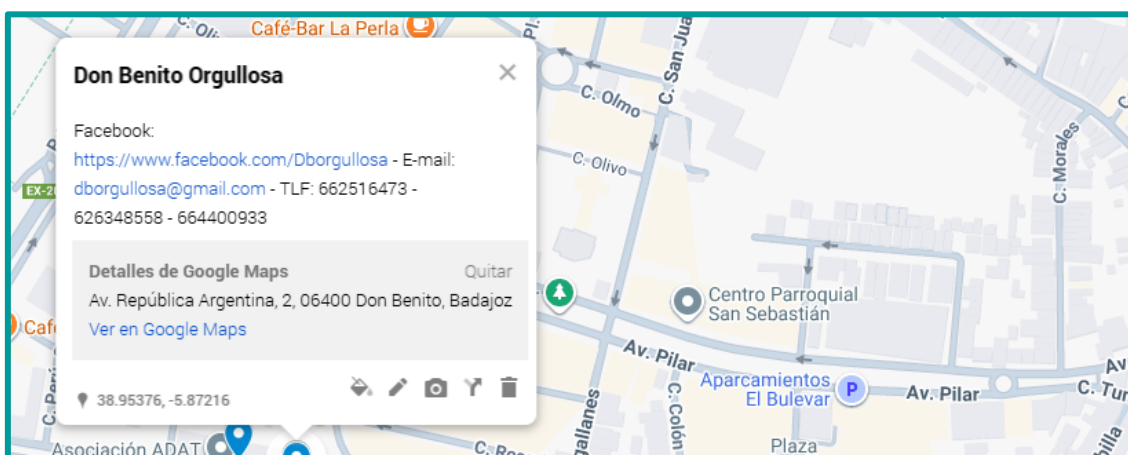 Don Benito Orgullosa
Facebook:
https://www.facebook.com/Dborgullosa - E-mail:
dborgullosa@gmail.com - TLF: 662516473 -
626348558 - 664400933
Detalles de Google Maps
Quitar
Av. República Argentina, 2, 06400 Don Benito, Badajoz
Ver en Google Maps
38.95376, -5.87216
Café-Bar La Perla
C. San Jua
C. Olmo
C. Olivo
C. Morales
EX-2
Centro Parroquial
San Sebastián
Av. Pilar
Aparcamientos
El Bulevar
P
Av. Pilar
C. Tur
C. Colón
gallanes
Plaza
Asociación ADAT
Café